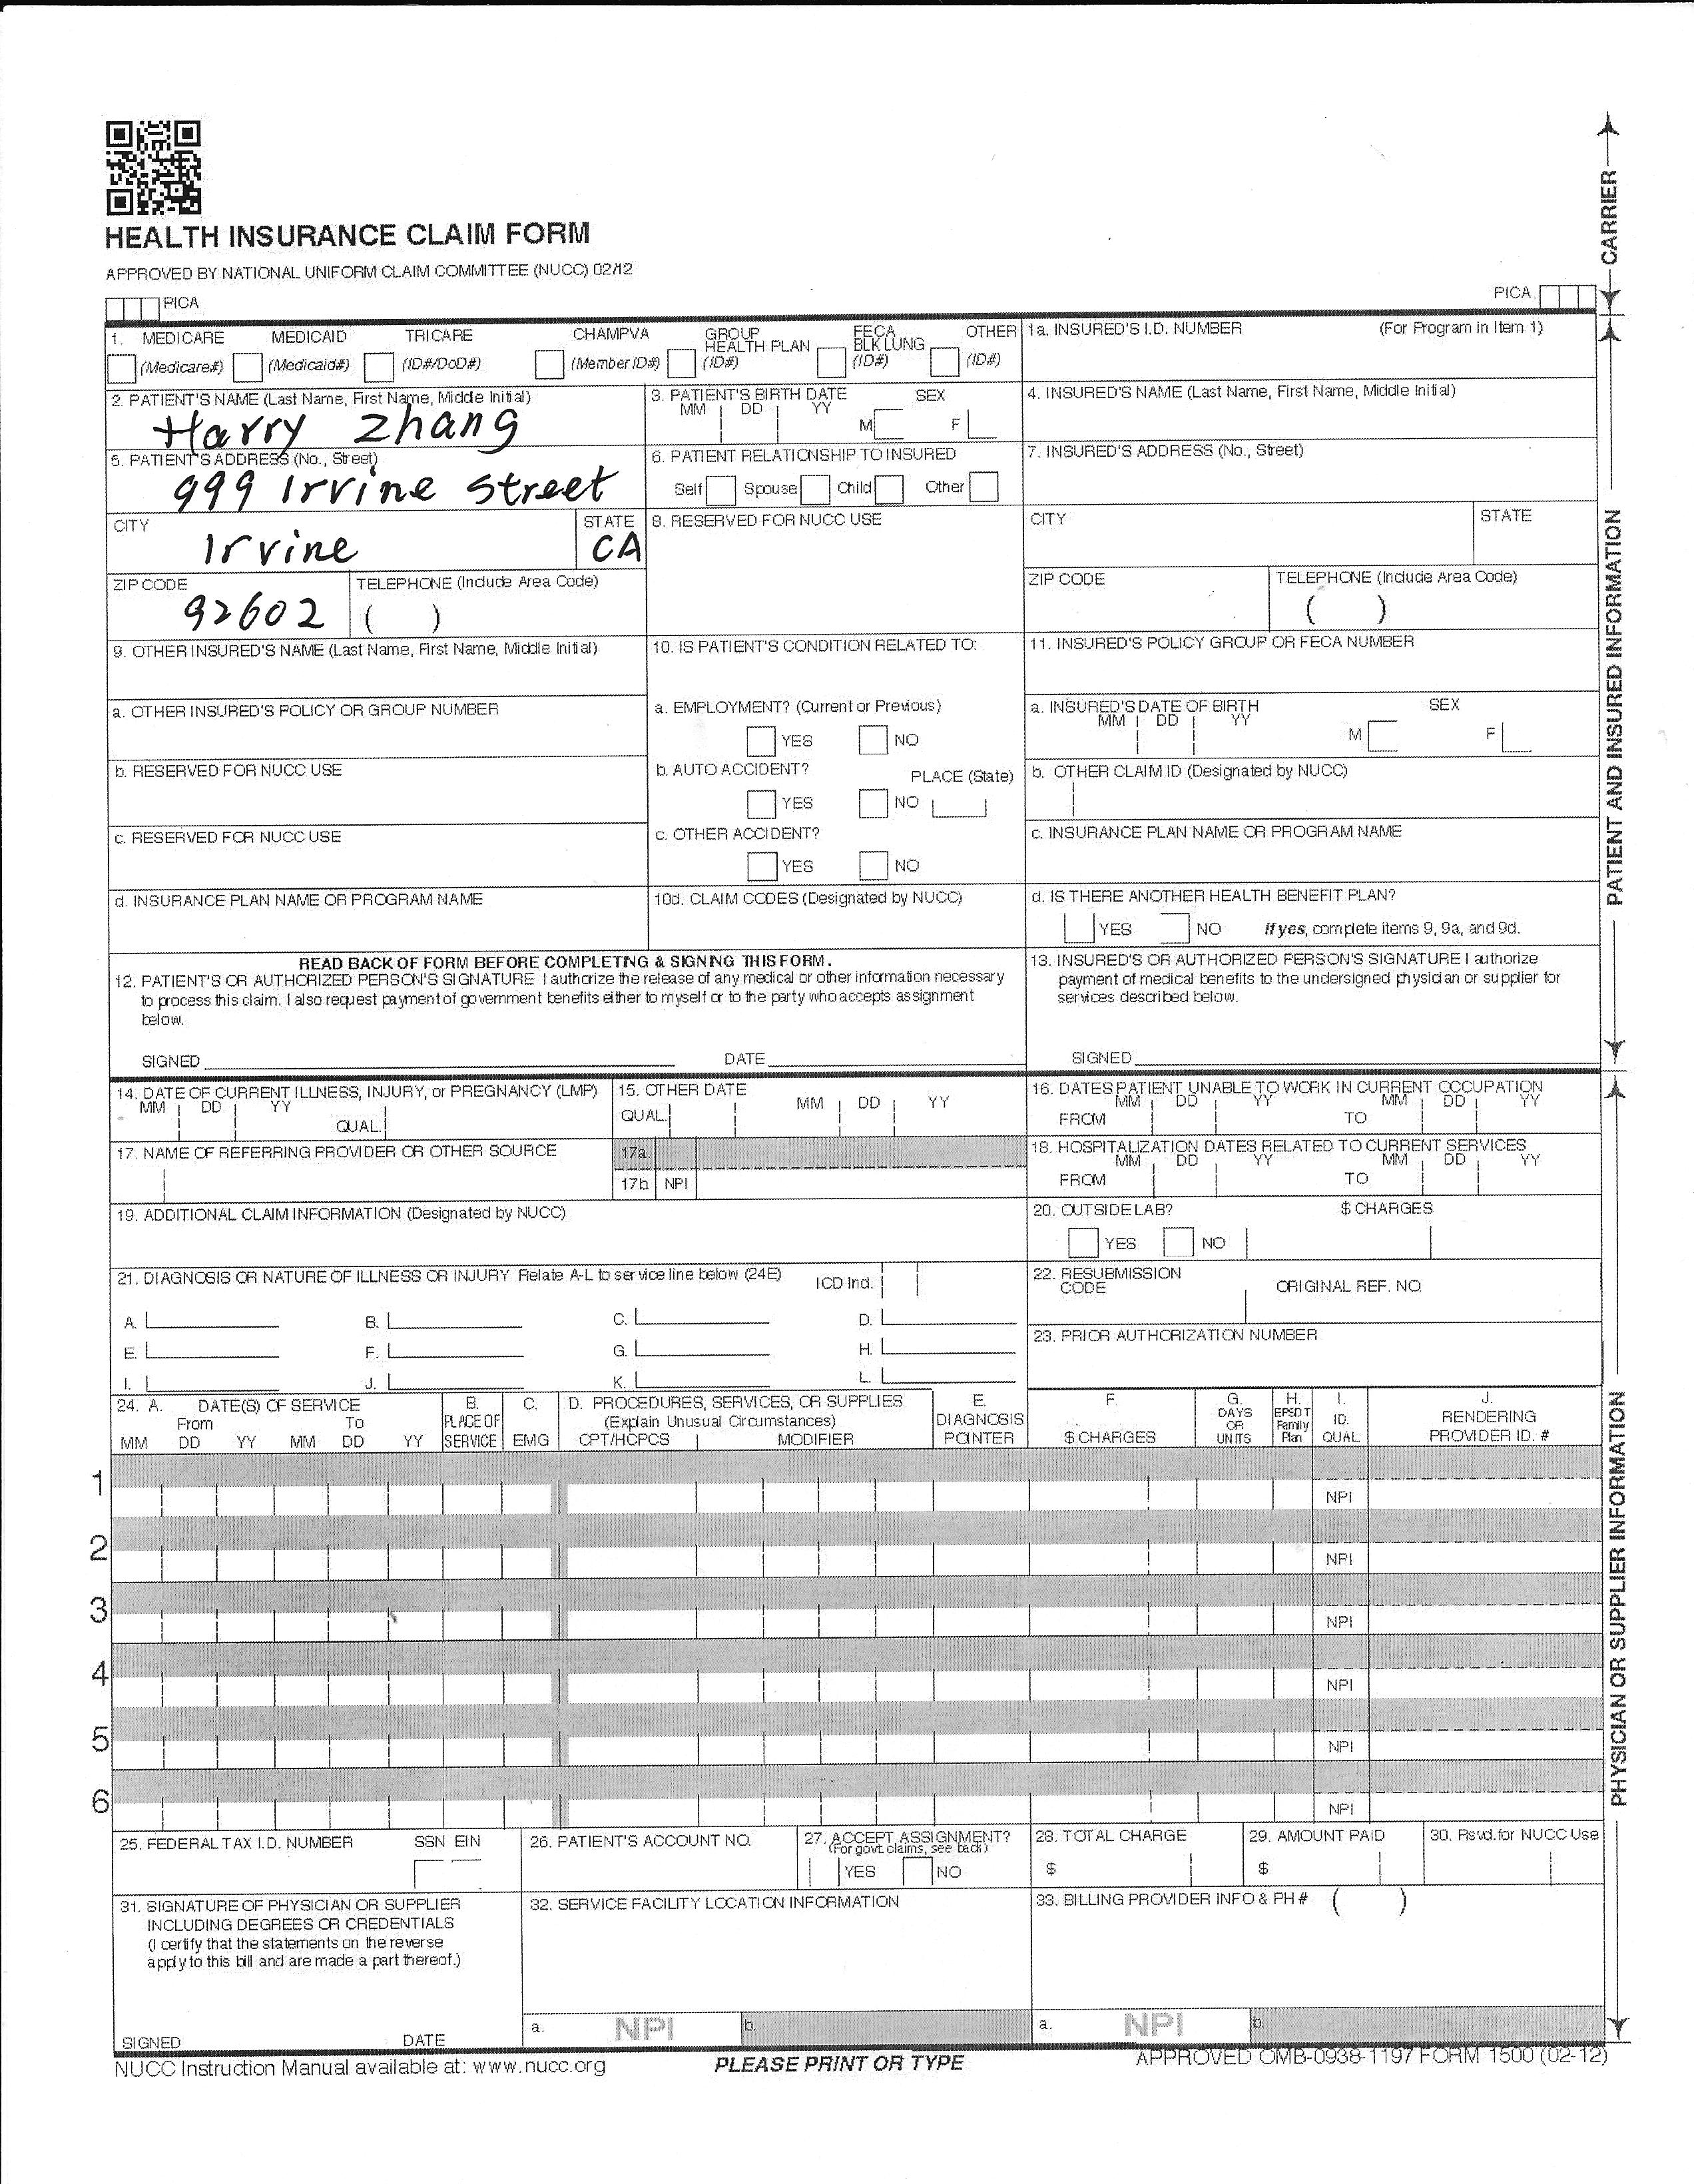 HEALTH INSURANCE CLAIM FORM
APPROVED BY NATIONAL UNIFORM CLAIM COMMITTEE (NUCC) 02/12
PICA
PICA
CARRIER
1. MEDICARE MEDICAID TRICARE CHAMPVA GROUP HEALTH PLAN FECA BLK LUNG OTHER
(Medicare#) (Medicaid#) (ID#/DoD#) (Member ID#) (ID#) (ID#) (ID#)
1a. INSURED'S I.D. NUMBER (For Program in Item 1)
2. PATIENT'S NAME (Last Name, First Name, Middle Initial)
Harry Zhang
3. PATIENT'S BIRTH DATE SEX
MM DD YY M F
4. INSURED'S NAME (Last Name, First Name, Middle Initial)
5. PATIENT'S ADDRESS (No., Street)
999 Irvine street
6. PATIENT RELATIONSHIP TO INSURED
Self Spouse Child Other
7. INSURED'S ADDRESS (No., Street)
CITY STATE
Irvine CA
8. RESERVED FOR NUCC USE
CITY STATE
ZIP CODE TELEPHONE (Include Area Code)
92602 ( )
ZIP CODE TELEPHONE (Include Area Code)
( )
9. OTHER INSURED'S NAME (Last Name, First Name, Middle Initial)
10. IS PATIENT'S CONDITION RELATED TO:
11. INSURED'S POLICY GROUP OR FECA NUMBER
a. OTHER INSURED'S POLICY OR GROUP NUMBER
a. EMPLOYMENT? (Current or Previous)
YES NO
a. INSURED'S DATE OF BIRTH SEX
MM DD YY M F
b. RESERVED FOR NUCC USE
b. AUTO ACCIDENT? PLACE (State)
YES NO
b. OTHER CLAIM ID (Designated by NUCC)
c. RESERVED FOR NUCC USE
c. OTHER ACCIDENT?
YES NO
c. INSURANCE PLAN NAME OR PROGRAM NAME
d. INSURANCE PLAN NAME OR PROGRAM NAME
10d. CLAIM CODES (Designated by NUCC)
d. IS THERE ANOTHER HEALTH BENEFIT PLAN?
YES NO If yes, complete items 9, 9a, and 9d.
PATIENT AND INSURED INFORMATION
READ BACK OF FORM BEFORE COMPLETING & SIGNING THIS FORM.
12. PATIENT'S OR AUTHORIZED PERSON'S SIGNATURE I authorize the release of any medical or other information necessary
to process this claim. I also request payment of government benefits either to myself or to the party who accepts assignment
below.
SIGNED DATE
13. INSURED'S OR AUTHORIZED PERSON'S SIGNATURE I authorize
payment of medical benefits to the undersigned physician or supplier for
services described below.
SIGNED
14. DATE OF CURRENT ILLNESS, INJURY, or PREGNANCY (LMP)
MM DD YY QUAL.
15. OTHER DATE
QUAL. MM DD YY
16. DATES PATIENT UNABLE TO WORK IN CURRENT OCCUPATION
MM DD YY MM DD YY
FROM TO
17. NAME OF REFERRING PROVIDER OR OTHER SOURCE
17a.
17b NPI
18. HOSPITALIZATION DATES RELATED TO CURRENT SERVICES
MM DD YY MM DD YY
FROM TO
19. ADDITIONAL CLAIM INFORMATION (Designated by NUCC)
20. OUTSIDE LAB? $ CHARGES
YES NO
21. DIAGNOSIS OR NATURE OF ILLNESS OR INJURY Relate A-L to service line below (24E) ICD Ind.
A. B. C. D.
E. F. G. H.
I. J. K. L.
22. RESUBMISSION
CODE ORIGINAL REF. NO.
23. PRIOR AUTHORIZATION NUMBER
24. A. DATE(S) OF SERVICE B. C. D. PROCEDURES, SERVICES, OR SUPPLIES E. F. G. H. I. J.
From To PLACE OF (Explain Unusual Circumstances) DIAGNOSIS DAYS OR EPSDT Family ID. RENDERING
MM DD YY MM DD YY SERVICE EMG CPT/HCPCS MODIFIER POINTER $ CHARGES UNITS Plan QUAL. PROVIDER ID. #
1 NPI
2 NPI
3 NPI
4 NPI
5 NPI
6 NPI
PHYSICIAN OR SUPPLIER INFORMATION
25. FEDERAL TAX I.D. NUMBER SSN EIN
26. PATIENT'S ACCOUNT NO.
27. ACCEPT ASSIGNMENT?
(For govt. claims, see back)
YES NO
28. TOTAL CHARGE
$
29. AMOUNT PAID
$
30. Rsvd.for NUCC Use
31. SIGNATURE OF PHYSICIAN OR SUPPLIER
INCLUDING DEGREES OR CREDENTIALS
(I certify that the statements on the reverse
apply to this bill and are made a part thereof.)
SIGNED DATE
32. SERVICE FACILITY LOCATION INFORMATION
a. NPI b.
33. BILLING PROVIDER INFO & PH # ( )
a. NPI b.
NUCC Instruction Manual available at: www.nucc.org
PLEASE PRINT OR TYPE
APPROVED OMB-0938-1197 FORM 1500 (02-12)